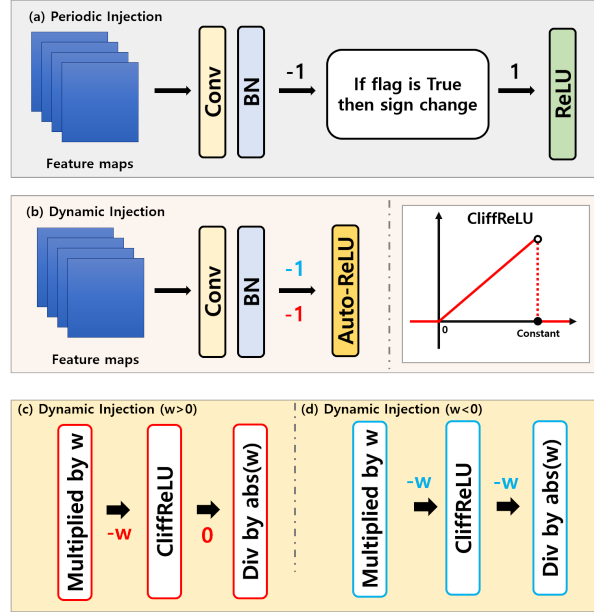 (a) Periodic Injection
Feature maps
Conv
BN
-1
If flag is True
then sign change
1
ReLU
(b) Dynamic Injection
Feature maps
Conv
BN
-1
-1
Auto-ReLU
CliffReLU
0
Constant
(c) Dynamic Injection (w>0)
Multiplied by w
-w
CliffReLU
0
Div by abs(w)
(d) Dynamic Injection (w<0)
Multiplied by w
-w
CliffReLU
-w
Div by abs(w)